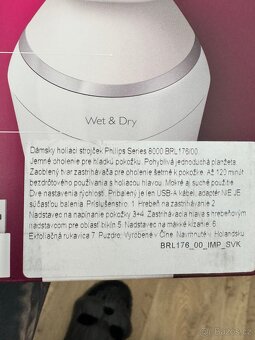 Wet & Dry
Dámsky holiaci strojček Philips Series 8000 BRL176/00.
Jemné oholenie pre hladkú pokožku. Pohyblivá jednoduchá planžeta.
Zaoblený tvar zastrihávača pre oholenie šetrné k pokožke. Až 120 minút
bezdrôtového používania s holiacou hlavou. Mokré aj suché použitie
Dve nastavenia rýchlosti. Pribalený je len USB-A kábel, adaptér NIE JE
súčasťou balenia. Príslušenstvo: 1. Hrebeň na zastrihávanie 2.
Nadstavec na napínanie pokožky 3+4. Zastrihávacia hlava s hrebeňovým
nadstavcom pre oblasť bikín 5. Nadstavec na mäkké kĺzanie. 6.
Exfoliačná rukavica 7. Puzdro. Vyrobené v Číne. Navrhnuté v Holandsku
BRL176_00_IMP_SVK